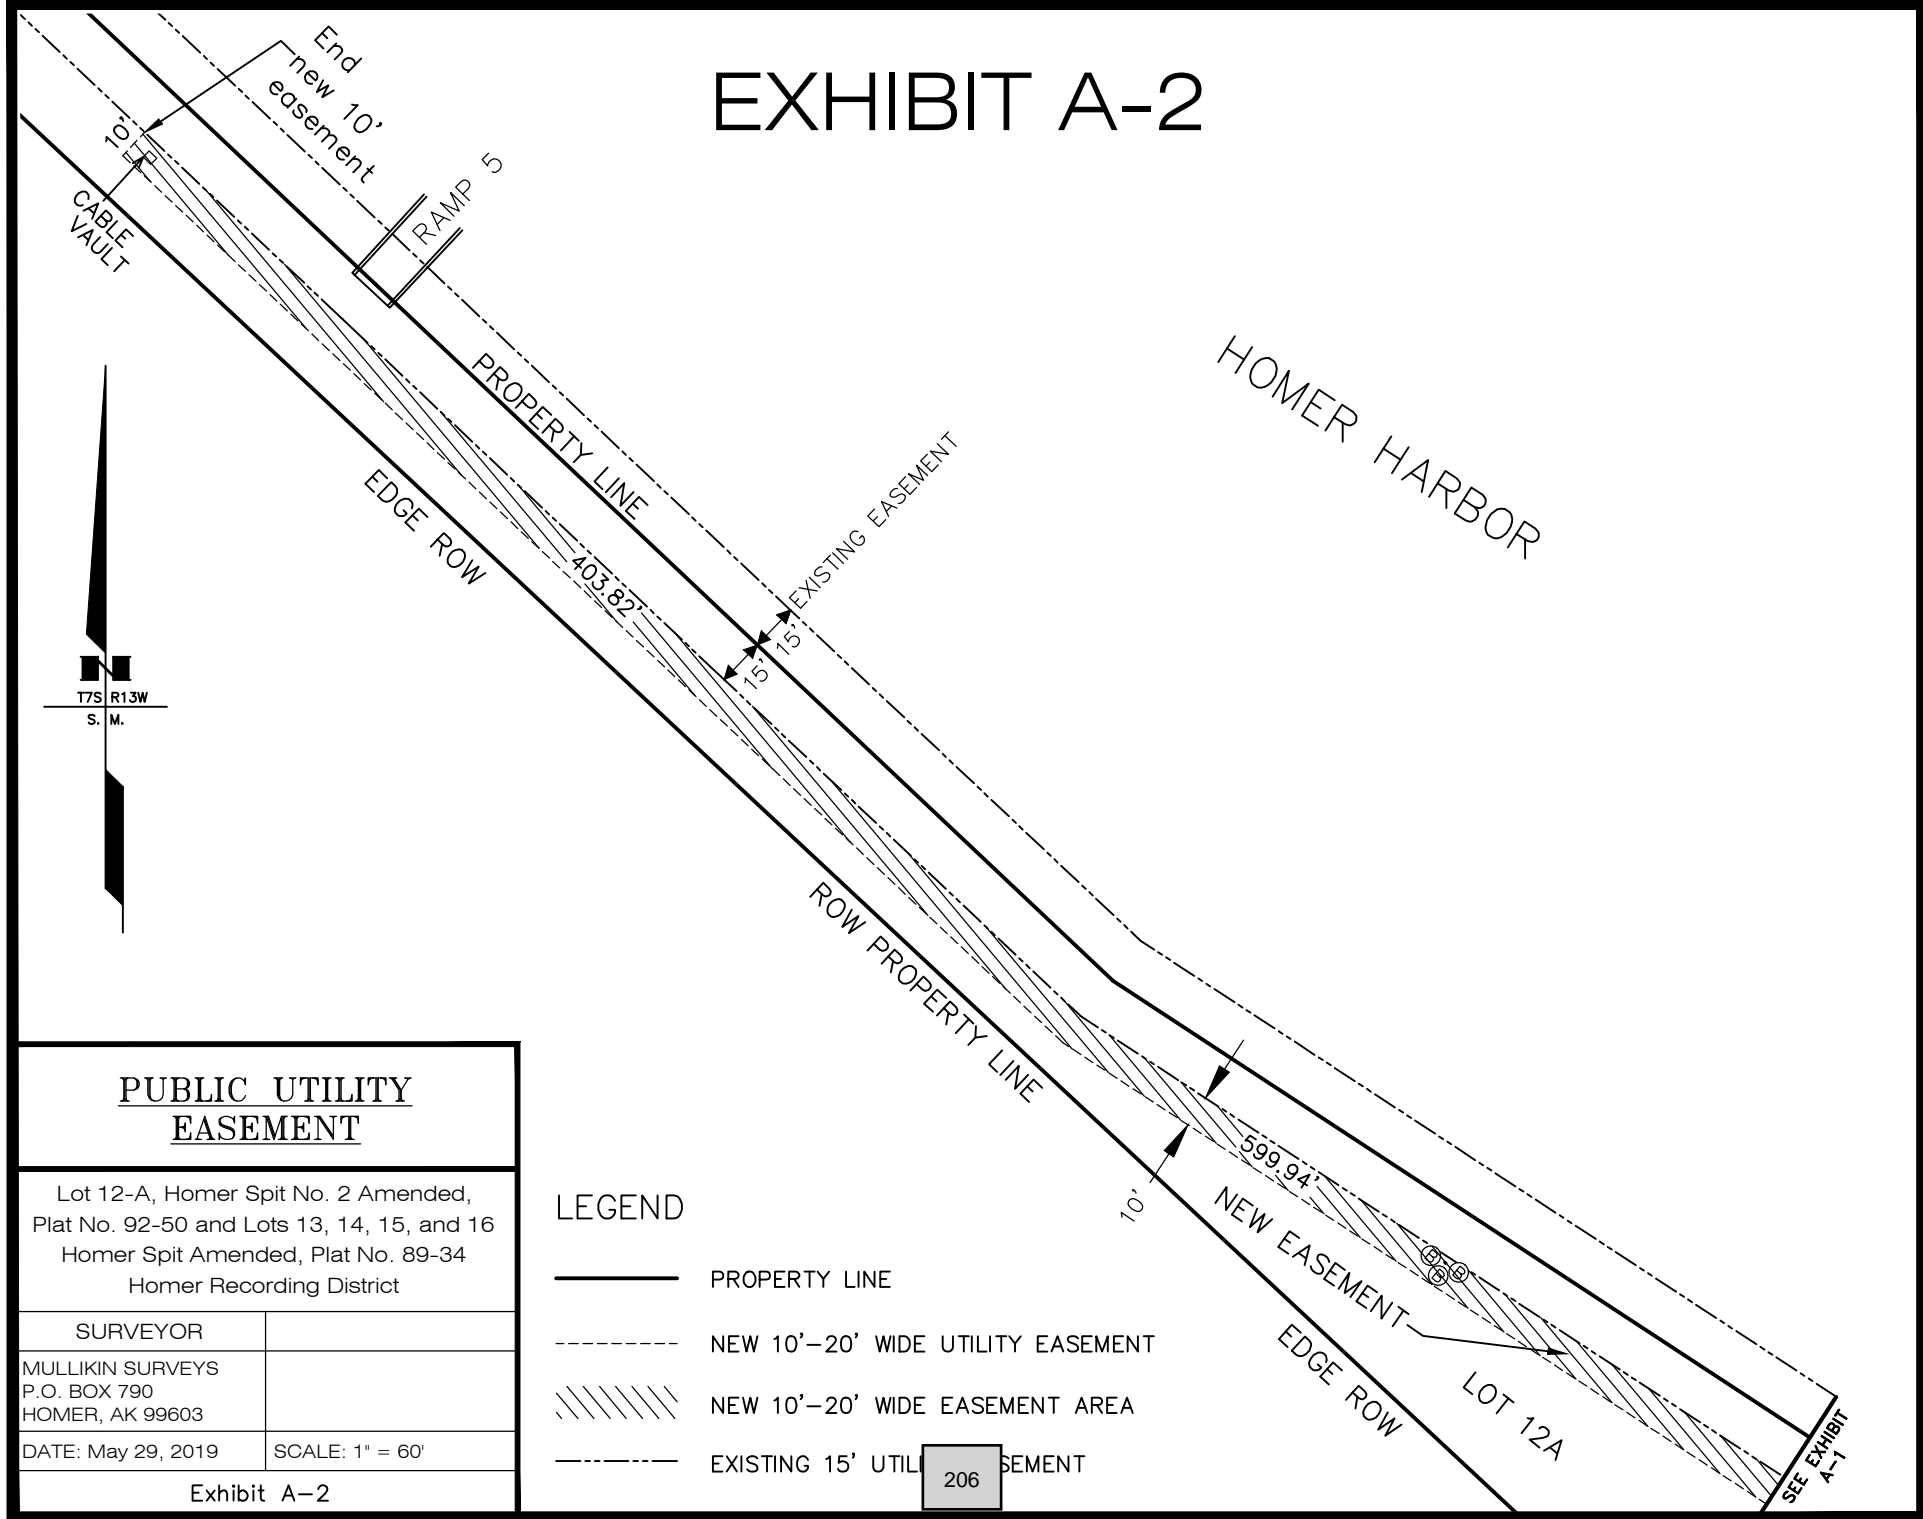 EXHIBIT A-2
End
new 10'
easement
10'
CABLE
VAULT
RAMP 5
HOMER HARBOR
PROPERTY LINE
EDGE ROW
EXISTING EASEMENT
403.82'
15'
15'
T7S R13W
S. M.
ROW PROPERTY LINE
599.94'
10'
NEW EASEMENT
B
B
B
EDGE ROW
LOT 12A
SEE EXHIBIT
A-1
PUBLIC UTILITY
EASEMENT
Lot 12-A, Homer Spit No. 2 Amended,
Plat No. 92-50 and Lots 13, 14, 15, and 16
Homer Spit Amended, Plat No. 89-34
Homer Recording District
SURVEYOR
MULLIKIN SURVEYS
P.O. BOX 790
HOMER, AK 99603
DATE: May 29, 2019
SCALE: 1" = 60'
Exhibit A-2
LEGEND
PROPERTY LINE
NEW 10'-20' WIDE UTILITY EASEMENT
NEW 10'-20' WIDE EASEMENT AREA
EXISTING 15'
206